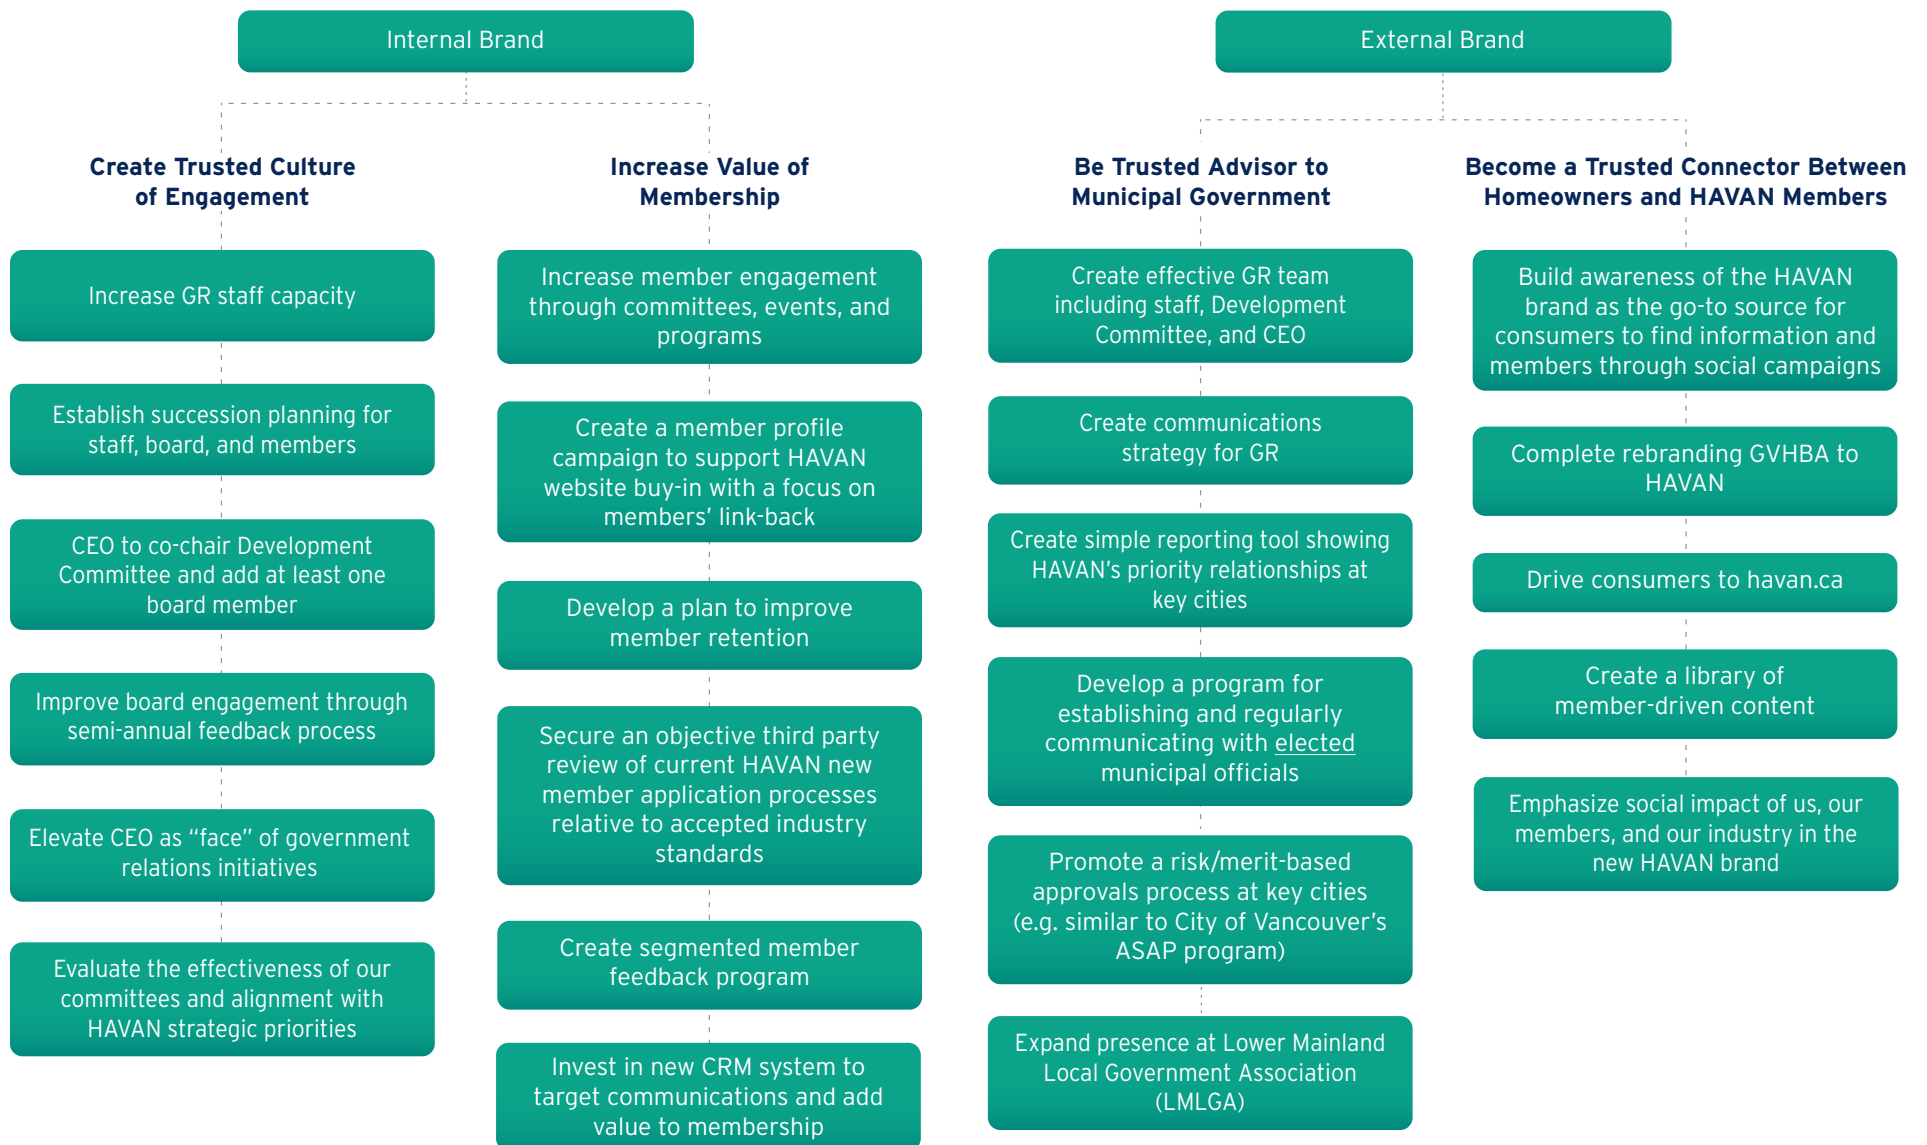 Internal Brand
External Brand
Create Trusted Culture
of Engagement
Increase GR staff capacity
Establish succession planning for
staff, board, and members
CEO to co-chair Development
Committee and add at least one
board member
Improve board engagement through
semi-annual feedback process
Elevate CEO as “face” of government
relations initiatives
Evaluate the effectiveness of our
committees and alignment with
HAVAN strategic priorities
Increase Value of
Membership
Increase member engagement
through committees, events, and
programs
Create a member profile
campaign to support HAVAN
website buy-in with a focus on
members’ link-back
Develop a plan to improve
member retention
Secure an objective third party
review of current HAVAN new
member application processes
relative to accepted industry
standards
Create segmented member
feedback program
Invest in new CRM system to
target communications and add
value to membership
Be Trusted Advisor to
Municipal Government
Create effective GR team
including staff, Development
Committee, and CEO
Create communications
strategy for GR
Create simple reporting tool showing
HAVAN’s priority relationships at
key cities
Develop a program for
establishing and regularly
communicating with elected
municipal officials
Promote a risk/merit-based
approvals process at key cities
(e.g. similar to City of Vancouver’s
ASAP program)
Expand presence at Lower Mainland
Local Government Association
(LMLGA)
Become a Trusted Connector Between
Homeowners and HAVAN Members
Build awareness of the HAVAN
brand as the go-to source for
consumers to find information and
members through social campaigns
Complete rebranding GVHBA to
HAVAN
Drive consumers to havan.ca
Create a library of
member-driven content
Emphasize social impact of us, our
members, and our industry in the
new HAVAN brand